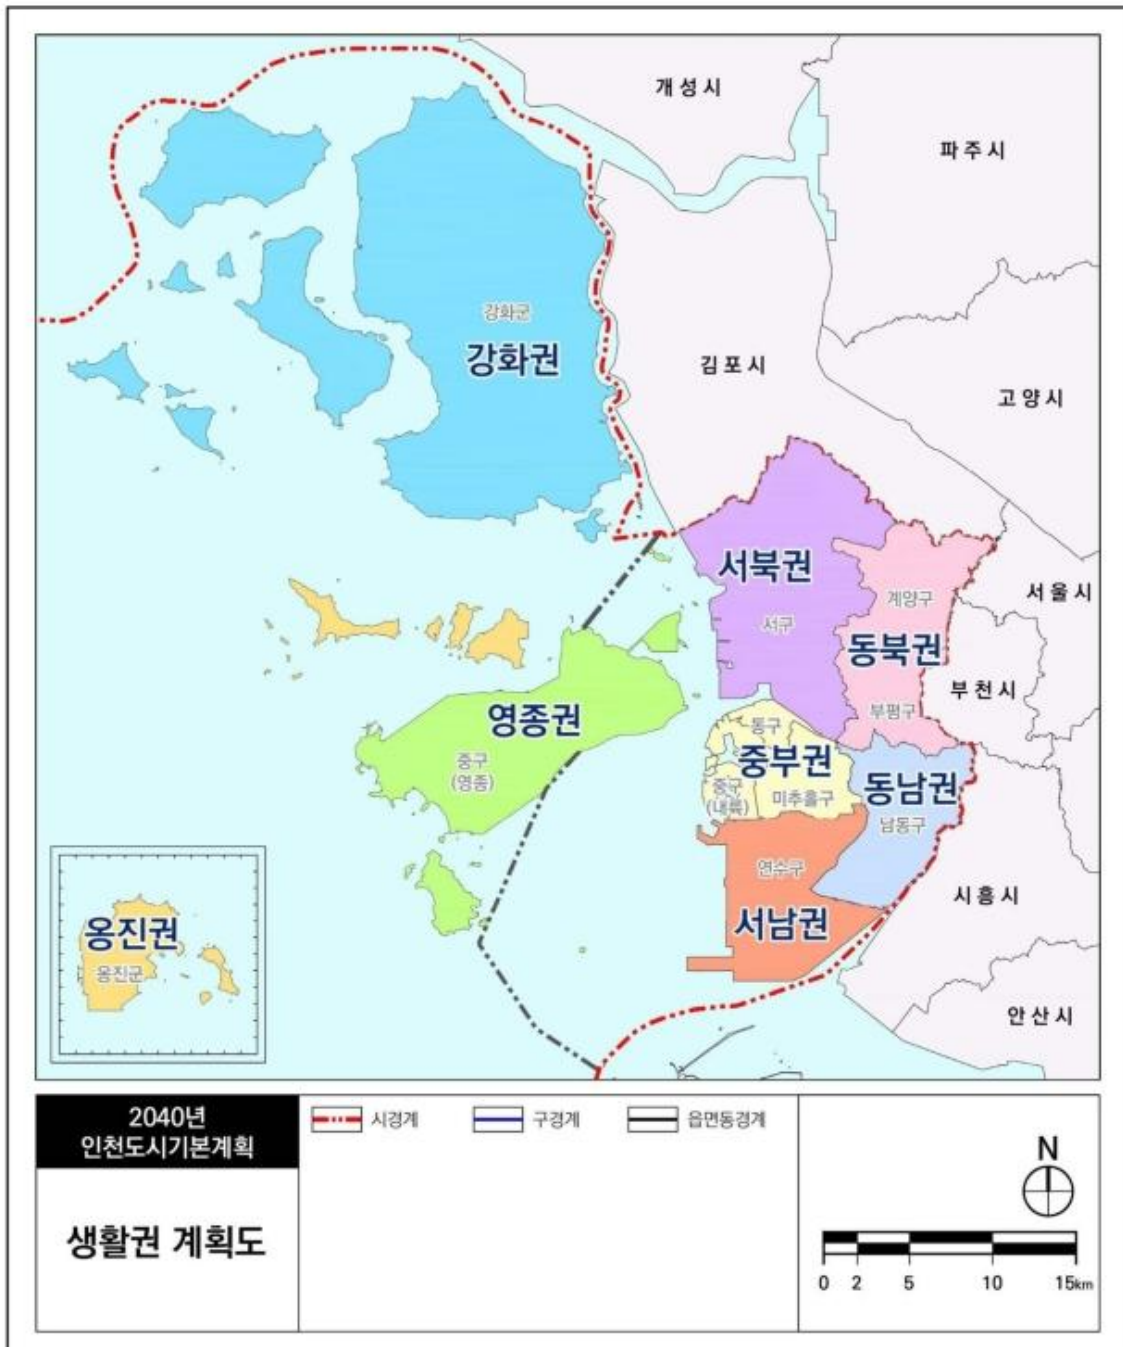 개성시
파주시
강화군
강화권
김포시
고양시
서북권
서구
계양구
동북권
서울시
부천시
부평구
영종권
중구
(영종)
동구
중부권
중구
(내륙)
미추홀구
동남권
남동구
연수구
서남권
시흥시
안산시
옹진권
옹진군
2040년
인천도시기본계획
생활권 계획도
시경계
구경계
읍면동경계
N
0 2 5 10 15km